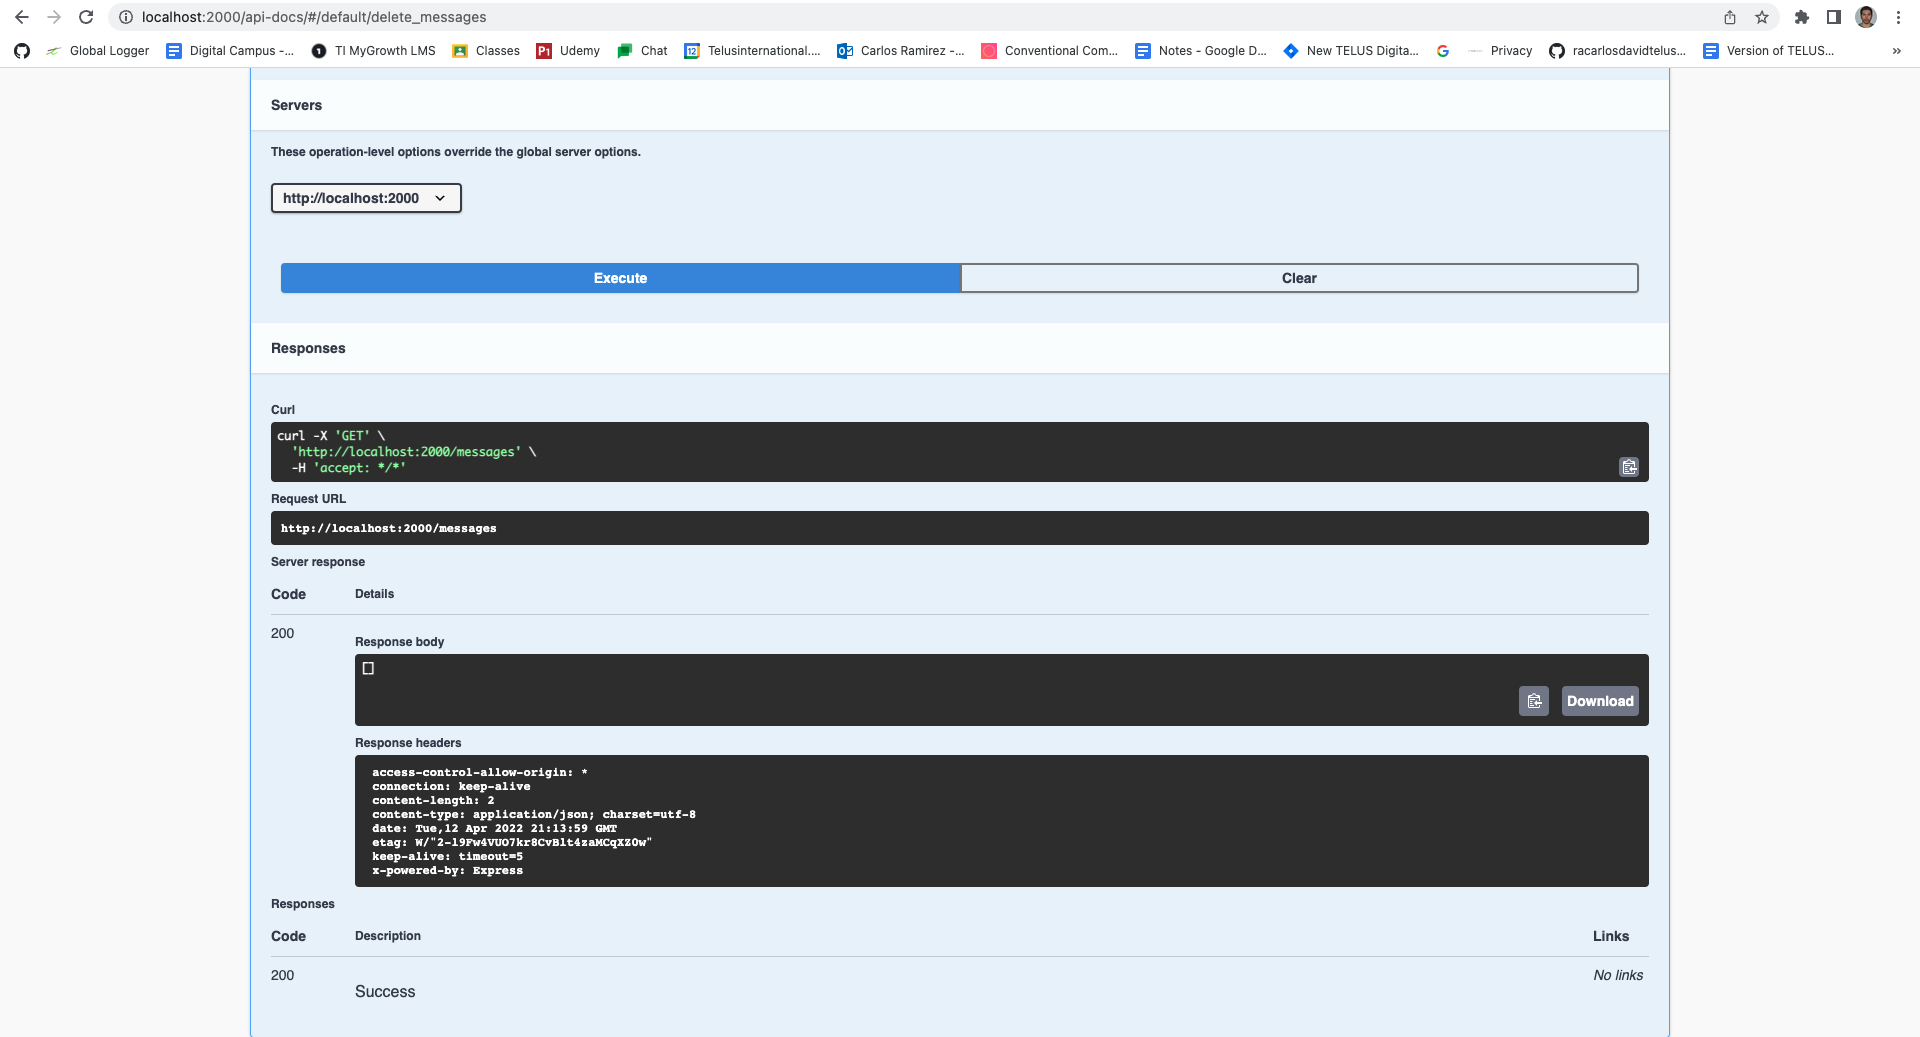 localhost:2000/api-docs/#/default/delete_messages
Global Logger
Digital Campus -...
TI MyGrowth LMS
Classes
Udemy
Chat
Telusinternational....
Carlos Ramirez -...
Conventional Com...
Notes - Google D...
New TELUS Digita...
Privacy
racarlosdavidtelus...
Version of TELUS...
»
Servers
These operation-level options override the global server options.
http://localhost:2000
Execute
Clear
Responses
Curl
curl -X 'GET' \
'http://localhost:2000/messages' \
-H 'accept: */*'
Request URL
http://localhost:2000/messages
Server response
Code Details
200
Response body
[]
Download
Response headers
access-control-allow-origin: *
connection: keep-alive
content-length: 2
content-type: application/json; charset=utf-8
date: Tue,12 Apr 2022 21:13:59 GMT
etag: W/"2-l9Fw4VUO7kr8CvBlt4zaMCqXZ0w"
keep-alive: timeout=5
x-powered-by: Express
Responses
Code Description Links
200
Success
No links